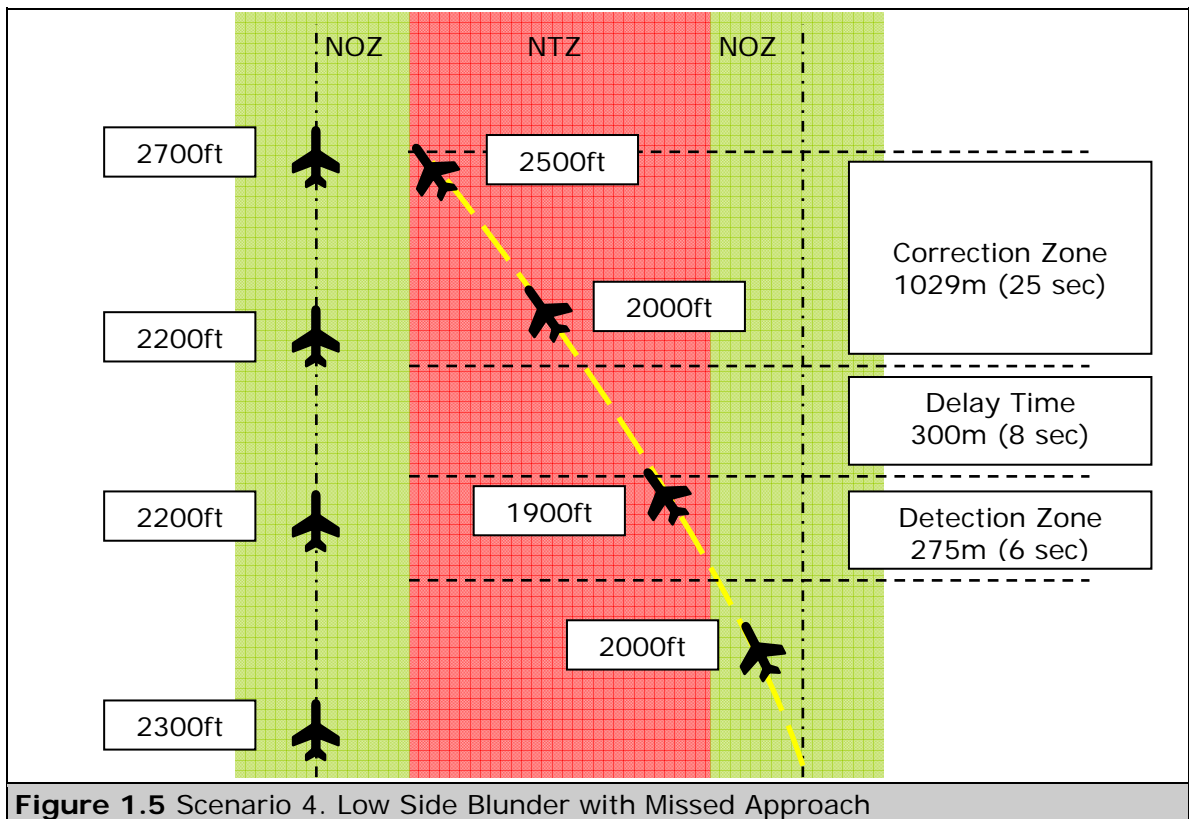 NOZ
NTZ
NOZ
2700ft
2500ft
Correction Zone
1029m (25 sec)
2000ft
2200ft
Delay Time
300m (8 sec)
1900ft
2200ft
Detection Zone
275m (6 sec)
2000ft
2300ft
Figure 1.5 Scenario 4. Low Side Blunder with Missed Approach